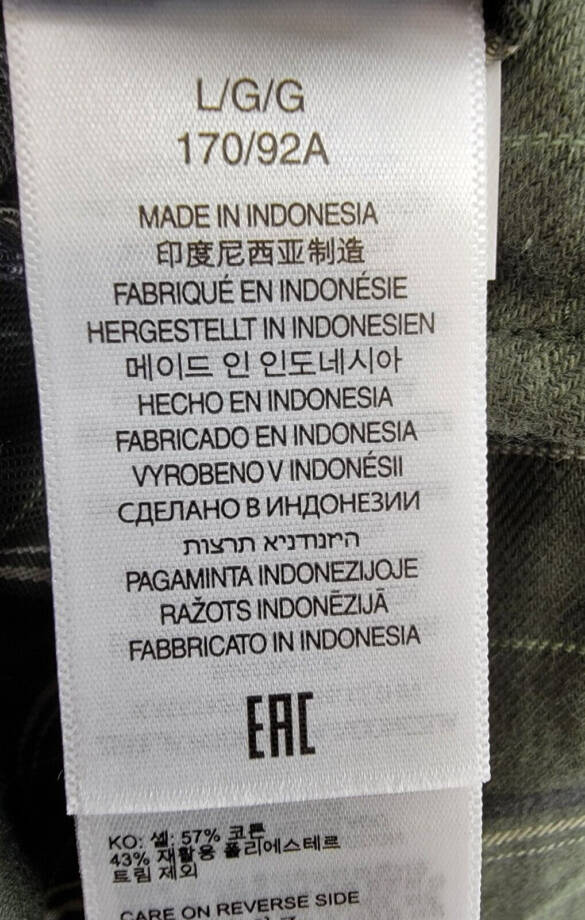 L/G/G
170/92A
MADE IN INDONESIA
印度尼西亚制造
FABRIQUÉ EN INDONÉSIE
HERGESTELLT IN INDONESIEN
메이드 인 인도네시아
HECHO EN INDONESIA
FABRICADO EN INDONESIA
VYROBENO V INDONÉSII
СДЕЛАНО В ИНДОНЕЗИИ
היזנודניא תרצות
PAGAMINTA INDONEZIJOJE
RAŽOTS INDONĒZIJĀ
FABBRICATO IN INDONESIA
EAC
KO: 셸: 57% 코튼
43% 재활용 폴리에스테르
트림 제외
CARE ON REVERSE SIDE